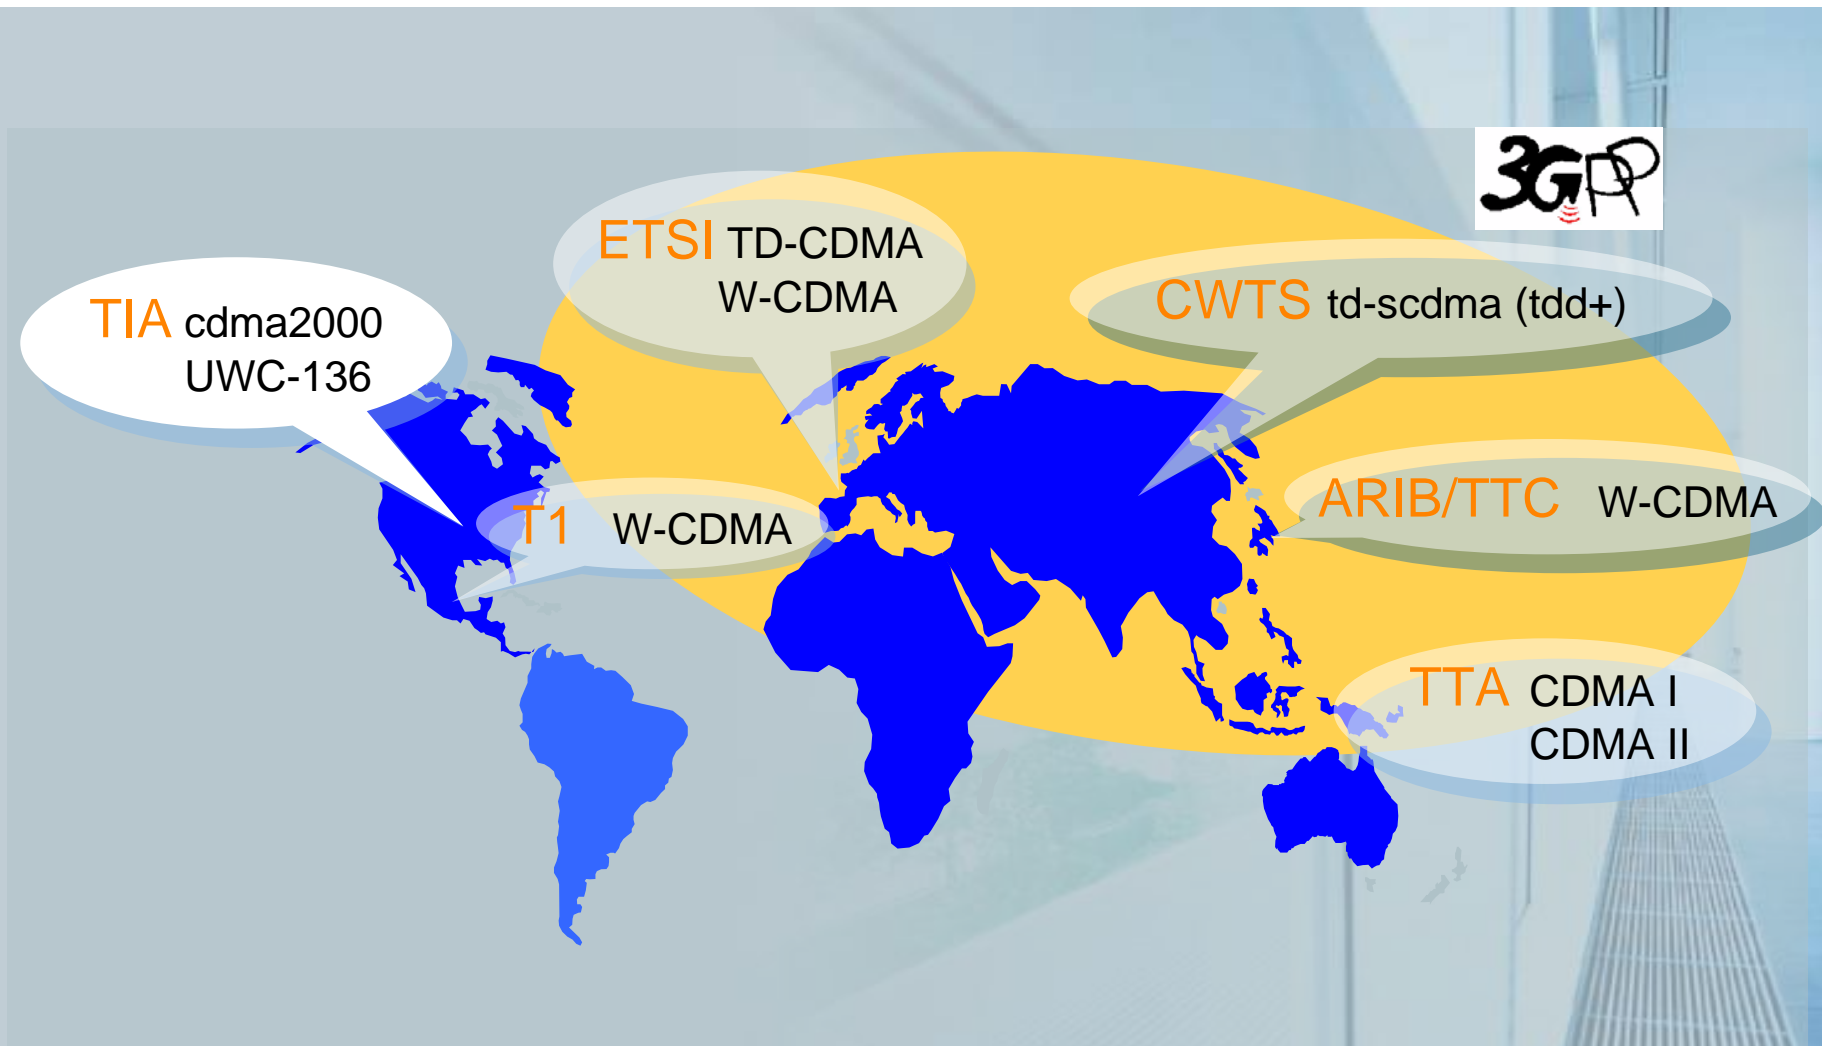 3GPP
ETSI TD-CDMA
W-CDMA
TIA cdma2000
UWC-136
CWTS td-scdma (tdd+)
T1 W-CDMA
ARIB/TTC W-CDMA
TTA CDMA I
CDMA II